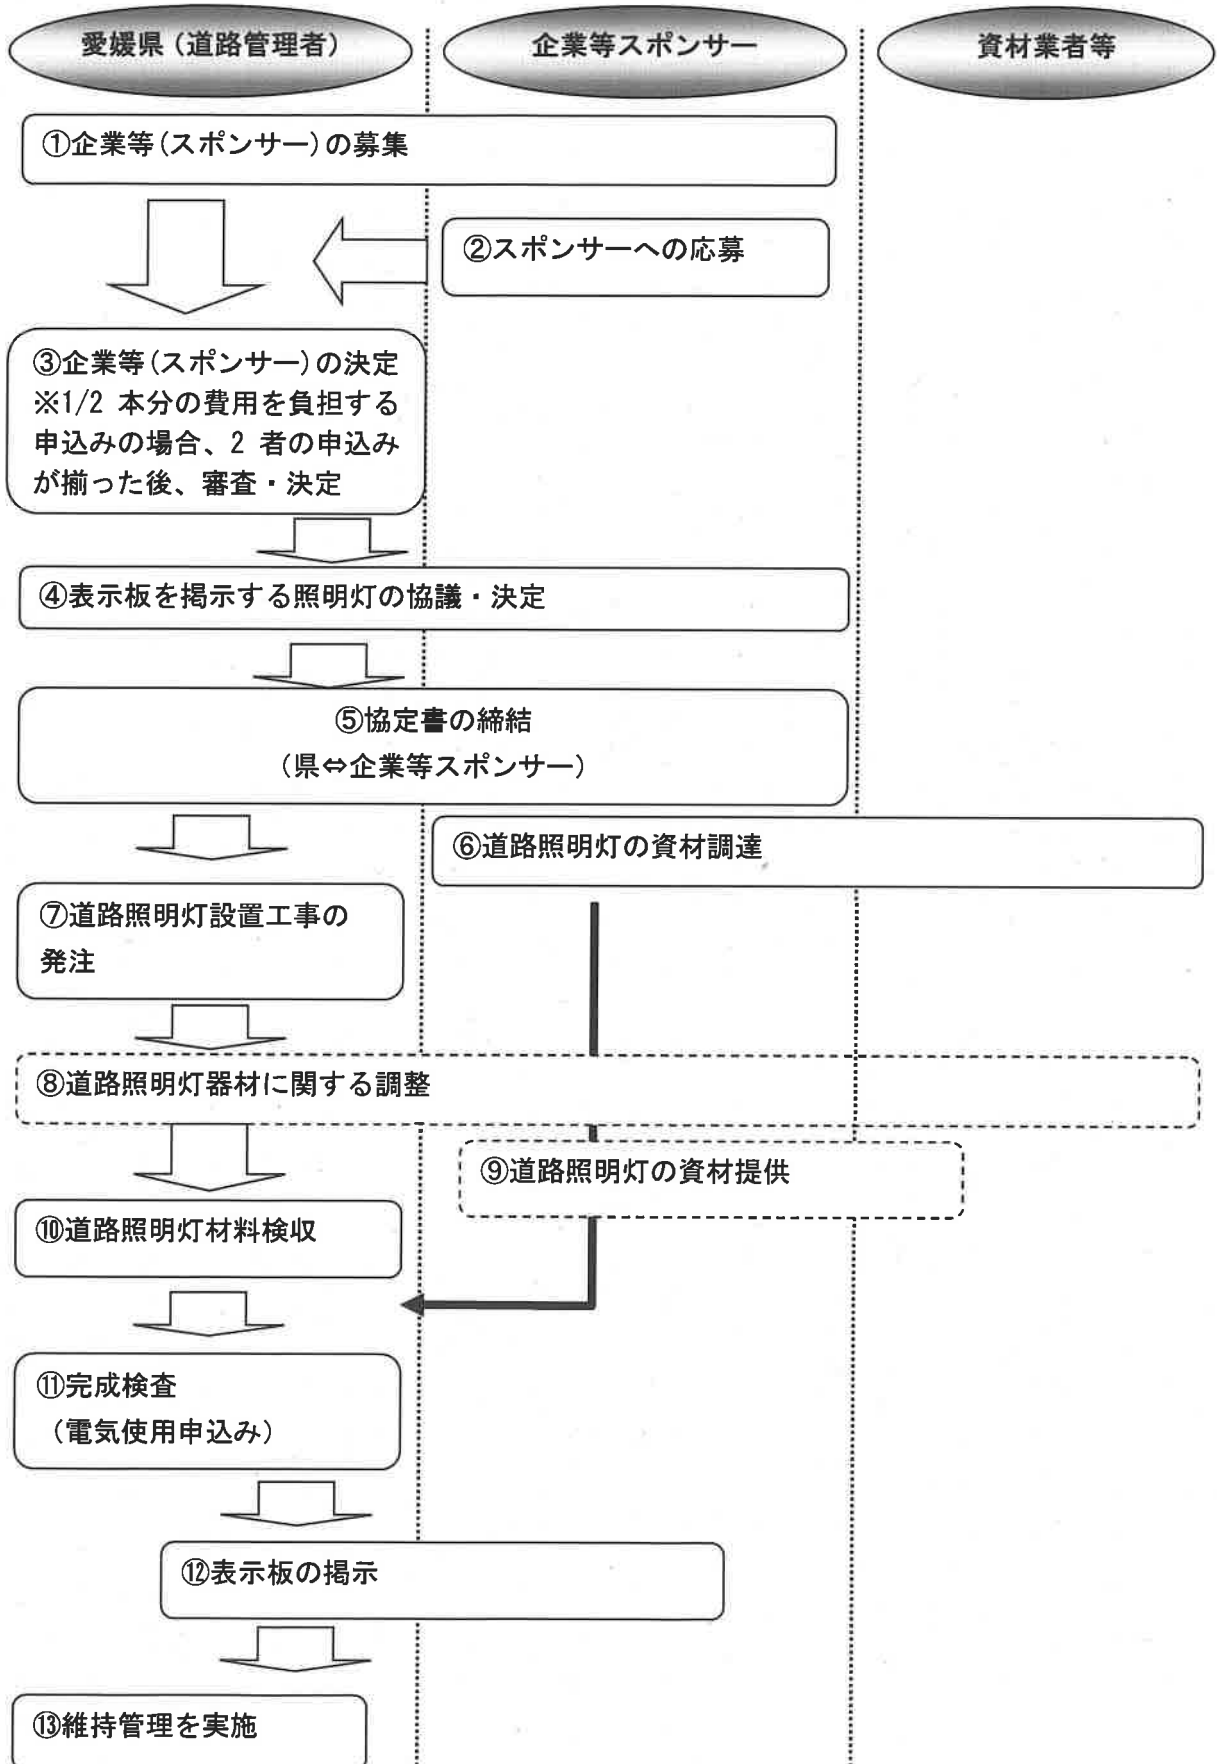 愛媛県（道路管理者）
企業等スポンサー
資材業者等
①企業等(スポンサー)の募集
②スポンサーへの応募
③企業等(スポンサー)の決定
※1/2 本分の費用を負担する
申込みの場合、2 者の申込み
が揃った後、審査・決定
④表示板を掲示する照明灯の協議・決定
⑤協定書の締結
（県⇔企業等スポンサー）
⑥道路照明灯の資材調達
⑦道路照明灯設置工事の
発注
⑧道路照明灯器材に関する調整
⑨道路照明灯の資材提供
⑩道路照明灯材料検収
⑪完成検査
（電気使用申込み）
⑫表示板の掲示
⑬維持管理を実施